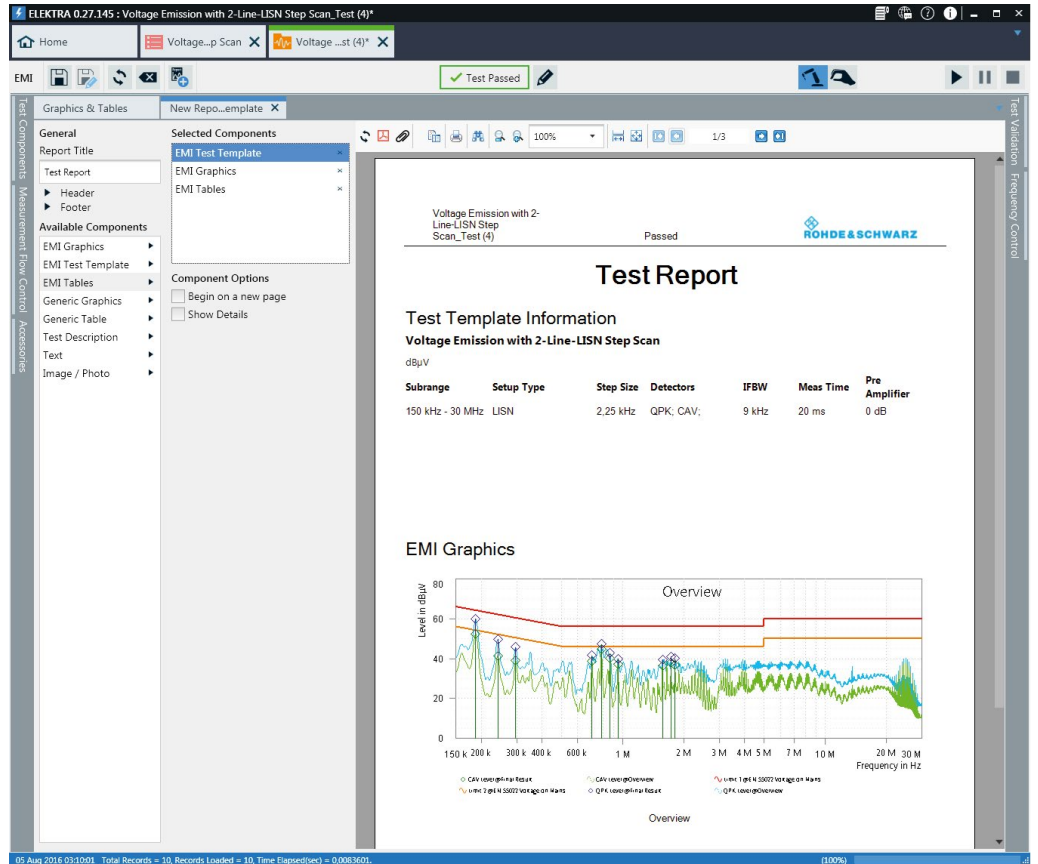 ELEKTRA 0.27.145 : Voltage Emission with 2-Line-LISN Step Scan_Test (4)*
Home
Voltage...p Scan
Voltage ...st (4)*
EMI
Test Passed
Test Components
Measurement Flow Control
Accessories
Graphics & Tables
New Repo...emplate
General
Report Title
Test Report
Header
Footer
Available Components
EMI Graphics
EMI Test Template
EMI Tables
Generic Graphics
Generic Table
Test Description
Text
Image / Photo
Selected Components
EMI Test Template
EMI Graphics
EMI Tables
Component Options
Begin on a new page
Show Details
100%
1/3
Test Validation
Frequency Control
Voltage Emission with 2-
Line-LISN Step
Scan_Test (4)
Passed
ROHDE&SCHWARZ
Test Report
Test Template Information
Voltage Emission with 2-Line-LISN Step Scan
dBµV
Subrange Setup Type Step Size Detectors IFBW Meas Time Pre
Amplifier
150 kHz - 30 MHz LISN 2,25 kHz QPK; CAV; 9 kHz 20 ms 0 dB
EMI Graphics
Overview
Level in dBµV
80
60
40
20
0
150 k 200 k 300 k 400 k 600 k 1 M 2 M 3 M 4 M 5 M 7 M 10 M 20 M 30 M
Frequency in Hz
Overview
05 Aug 2016 03:10:01 Total Records = 10, Records Loaded = 10, Time Elapsed(sec) = 0,0083601.
(100%)